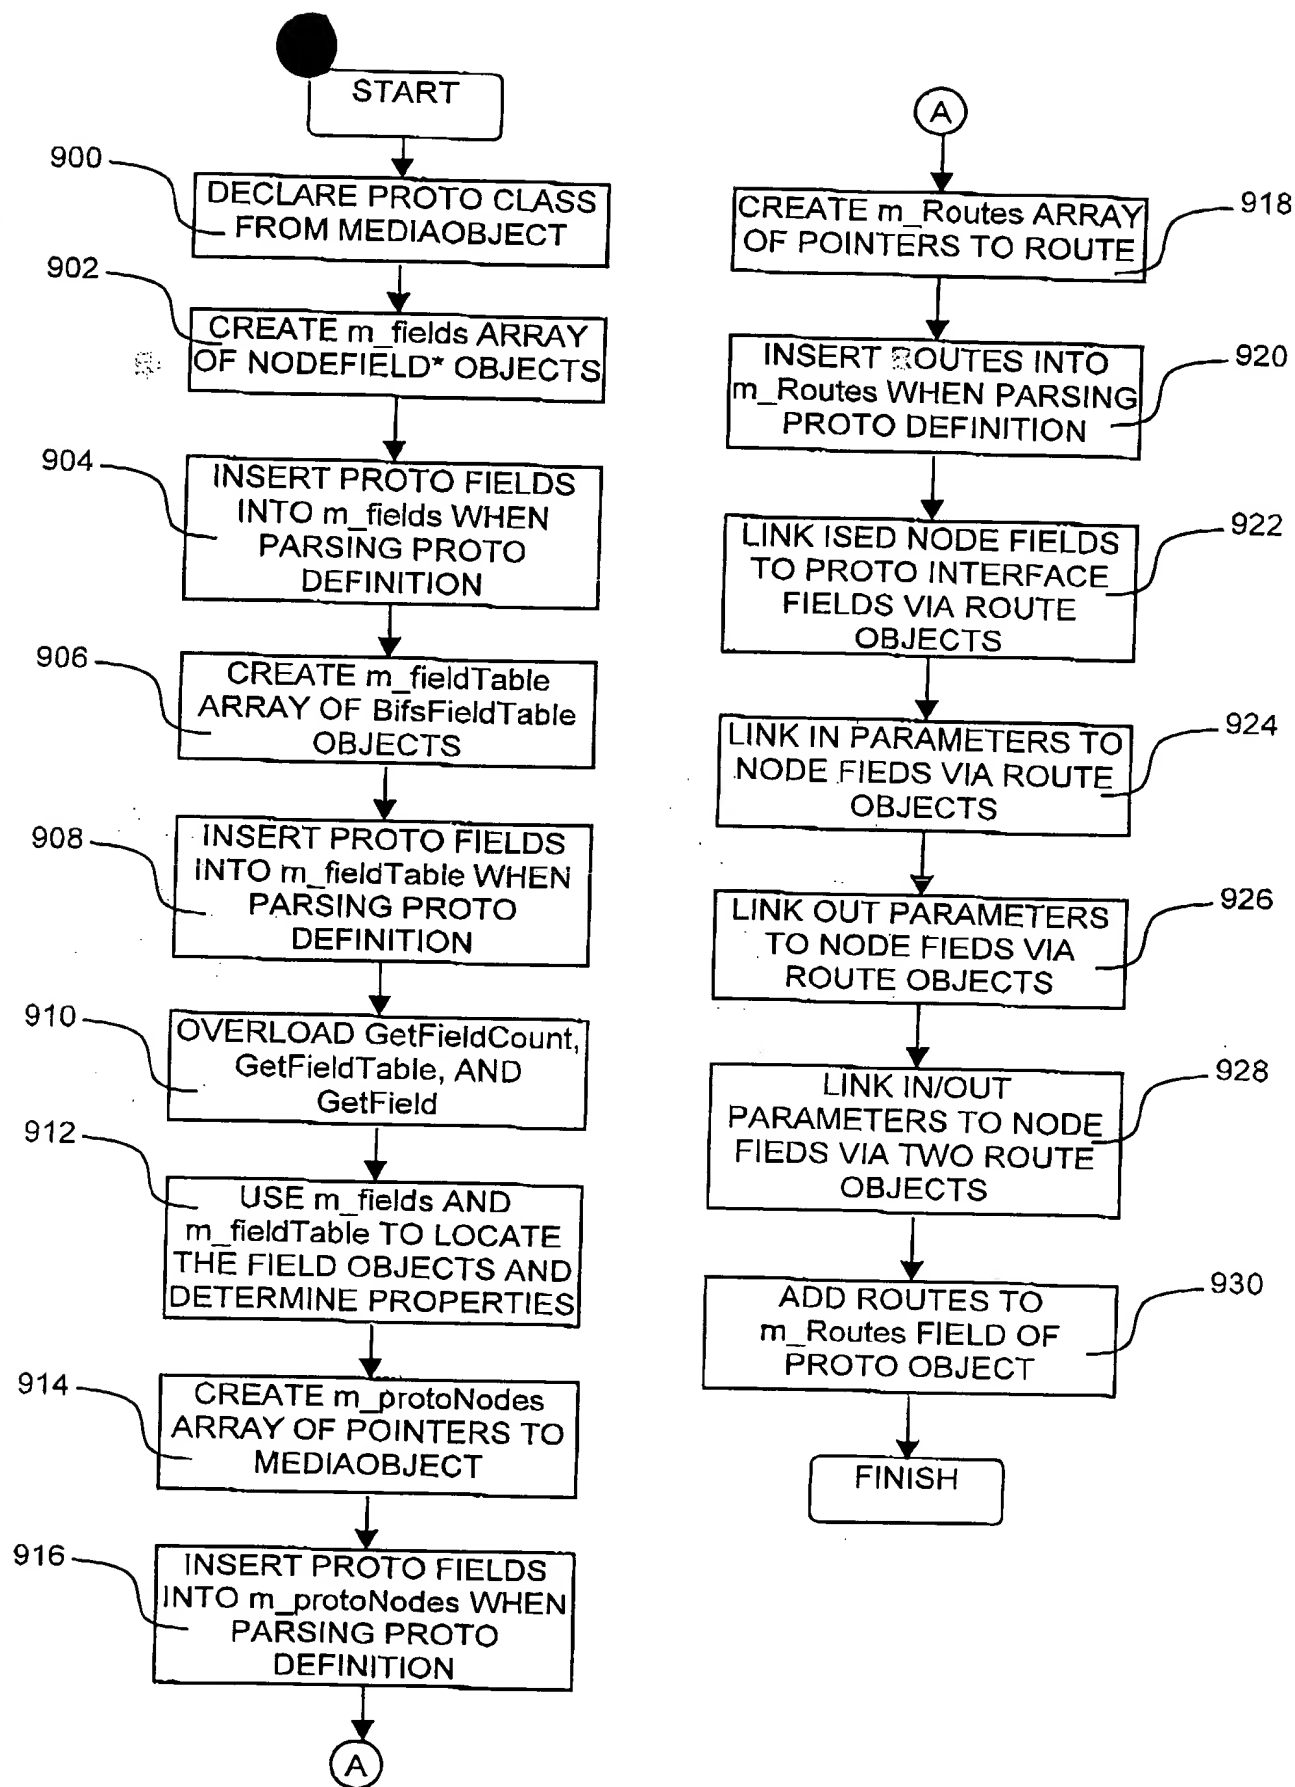 START
900
DECLARE PROTO CLASS
FROM MEDIAOBJECT
902
CREATE m_fields ARRAY
OF NODEFIELD* OBJECTS
904
INSERT PROTO FIELDS
INTO m_fields WHEN
PARSING PROTO
DEFINITION
906
CREATE m_fieldTable
ARRAY OF BifsFieldTable
OBJECTS
908
INSERT PROTO FIELDS
INTO m_fieldTable WHEN
PARSING PROTO
DEFINITION
910
OVERLOAD GetFieldCount,
GetFieldTable, AND
GetField
912
USE m_fields AND
m_fieldTable TO LOCATE
THE FIELD OBJECTS AND
DETERMINE PROPERTIES
914
CREATE m_protoNodes
ARRAY OF POINTERS TO
MEDIAOBJECT
916
INSERT PROTO FIELDS
INTO m_protoNodes WHEN
PARSING PROTO
DEFINITION
A
A
CREATE m_Routes ARRAY
OF POINTERS TO ROUTE
918
INSERT ROUTES INTO
m_Routes WHEN PARSING
PROTO DEFINITION
920
LINK ISED NODE FIELDS
TO PROTO INTERFACE
FIELDS VIA ROUTE
OBJECTS
922
LINK IN PARAMETERS TO
NODE FIEDS VIA ROUTE
OBJECTS
924
LINK OUT PARAMETERS
TO NODE FIEDS VIA
ROUTE OBJECTS
926
LINK IN/OUT
PARAMETERS TO NODE
FIEDS VIA TWO ROUTE
OBJECTS
928
ADD ROUTES TO
m_Routes FIELD OF
PROTO OBJECT
930
FINISH